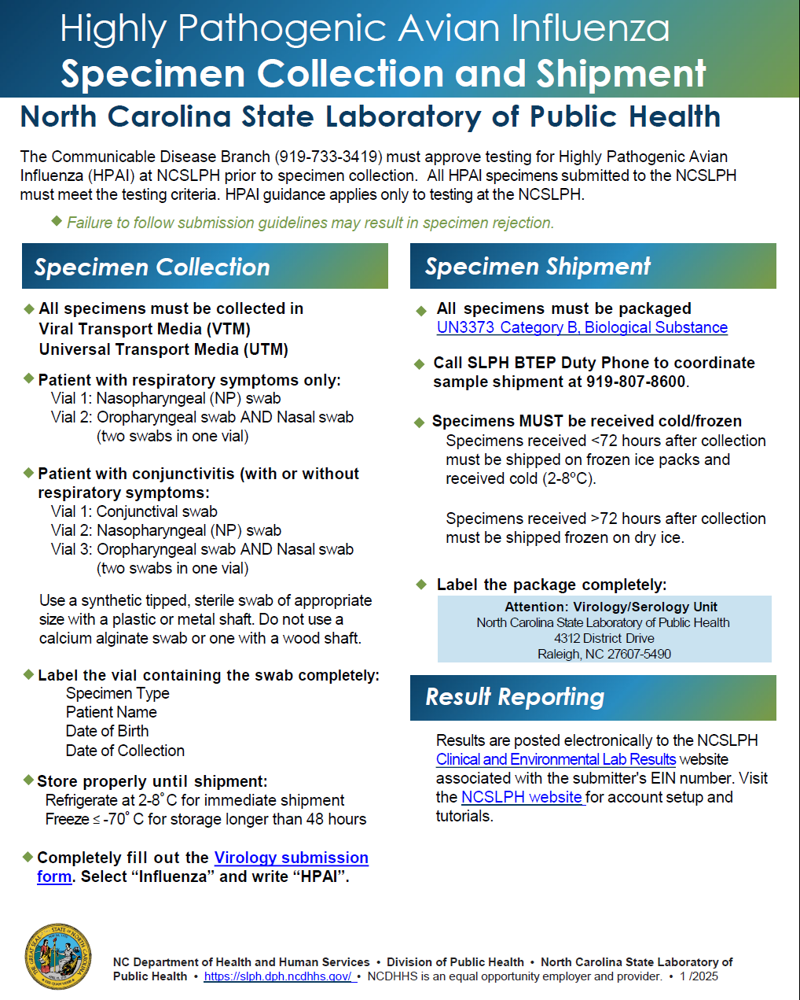 Highly Pathogenic Avian Influenza
Specimen Collection and Shipment
North Carolina State Laboratory of Public Health
The Communicable Disease Branch (919-733-3419) must approve testing for Highly Pathogenic Avian
Influenza (HPAI) at NCSLPH prior to specimen collection. All HPAI specimens submitted to the NCSLPH
must meet the testing criteria. HPAI guidance applies only to testing at the NCSLPH.
◆ Failure to follow submission guidelines may result in specimen rejection.
Specimen Collection
◆ All specimens must be collected in
Viral Transport Media (VTM)
Universal Transport Media (UTM)
◆ Patient with respiratory symptoms only:
Vial 1: Nasopharyngeal (NP) swab
Vial 2: Oropharyngeal swab AND Nasal swab
(two swabs in one vial)
◆ Patient with conjunctivitis (with or without
respiratory symptoms:
Vial 1: Conjunctival swab
Vial 2: Nasopharyngeal (NP) swab
Vial 3: Oropharyngeal swab AND Nasal swab
(two swabs in one vial)
Use a synthetic tipped, sterile swab of appropriate
size with a plastic or metal shaft. Do not use a
calcium alginate swab or one with a wood shaft.
◆ Label the vial containing the swab completely:
Specimen Type
Patient Name
Date of Birth
Date of Collection
◆ Store properly until shipment:
Refrigerate at 2-8° C for immediate shipment
Freeze ≤ -70° C for storage longer than 48 hours
◆ Completely fill out the Virology submission
form. Select “Influenza” and write “HPAI”.
Specimen Shipment
◆ All specimens must be packaged
UN3373 Category B, Biological Substance
◆ Call SLPH BTEP Duty Phone to coordinate
sample shipment at 919-807-8600.
◆ Specimens MUST be received cold/frozen
Specimens received <72 hours after collection
must be shipped on frozen ice packs and
received cold (2-8ºC).
Specimens received >72 hours after collection
must be shipped frozen on dry ice.
◆ Label the package completely:
Attention: Virology/Serology Unit
North Carolina State Laboratory of Public Health
4312 District Drive
Raleigh, NC 27607-5490
Result Reporting
Results are posted electronically to the NCSLPH
Clinical and Environmental Lab Results website
associated with the submitter's EIN number. Visit
the NCSLPH website for account setup and
tutorials.
NC Department of Health and Human Services • Division of Public Health • North Carolina State Laboratory of
Public Health • https://slph.dph.ncdhhs.gov/ • NCDHHS is an equal opportunity employer and provider. • 1 /2025